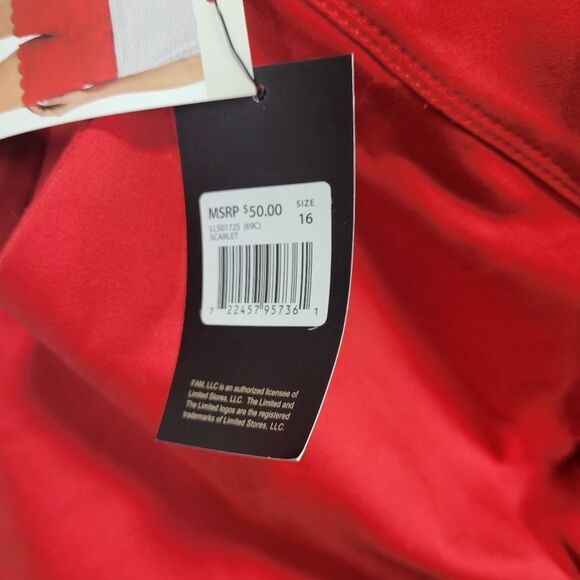 MSRP $50.00 SIZE 16
LLS0172S (69C)
SCARLET
7 22457 95736 1
FAM, LLC is an authorized licensee of
Limited Stores, LLC. The Limited and
The Limited logos are the registered
trademarks of Limited Stores, LLC.